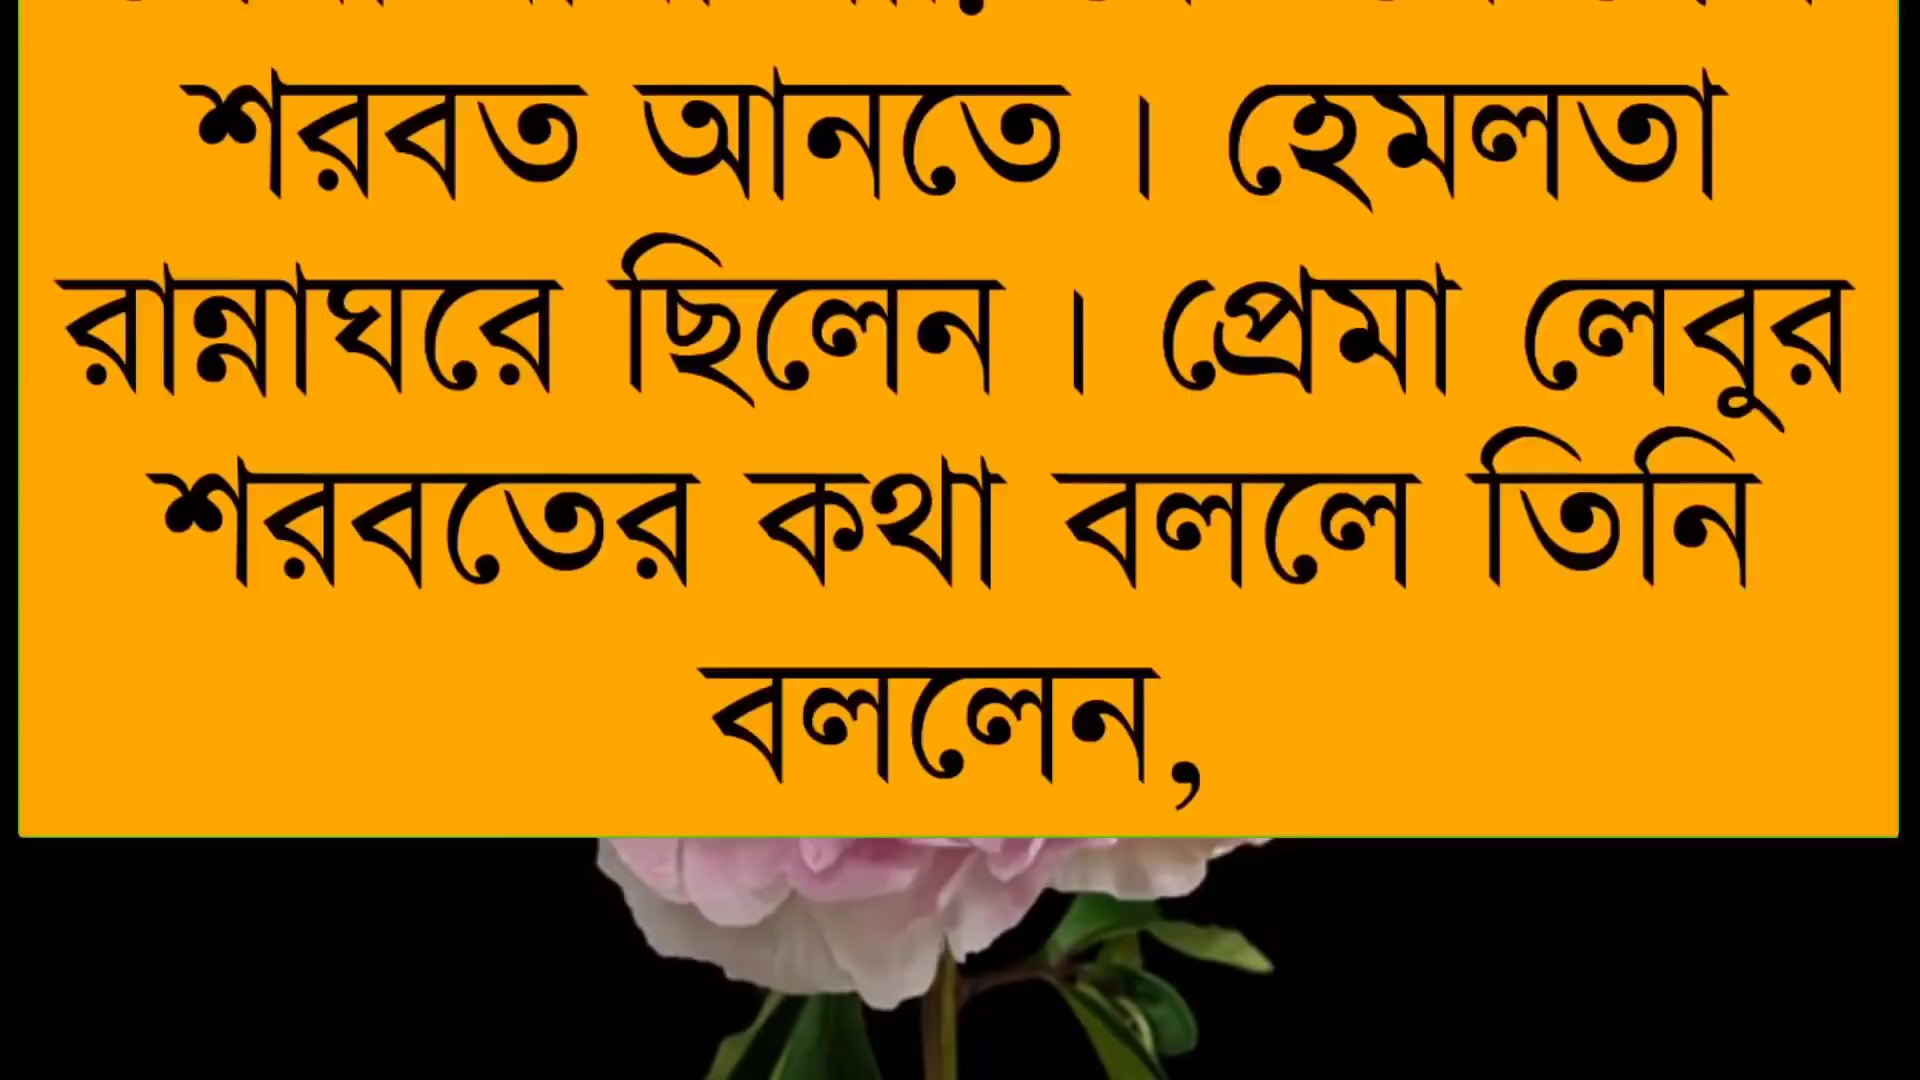 শরবত আনতে । হেমলতা
রান্নাঘরে ছিলেন । প্রেমা লেবুর
শরবতের কথা বললে তিনি
বললেন,